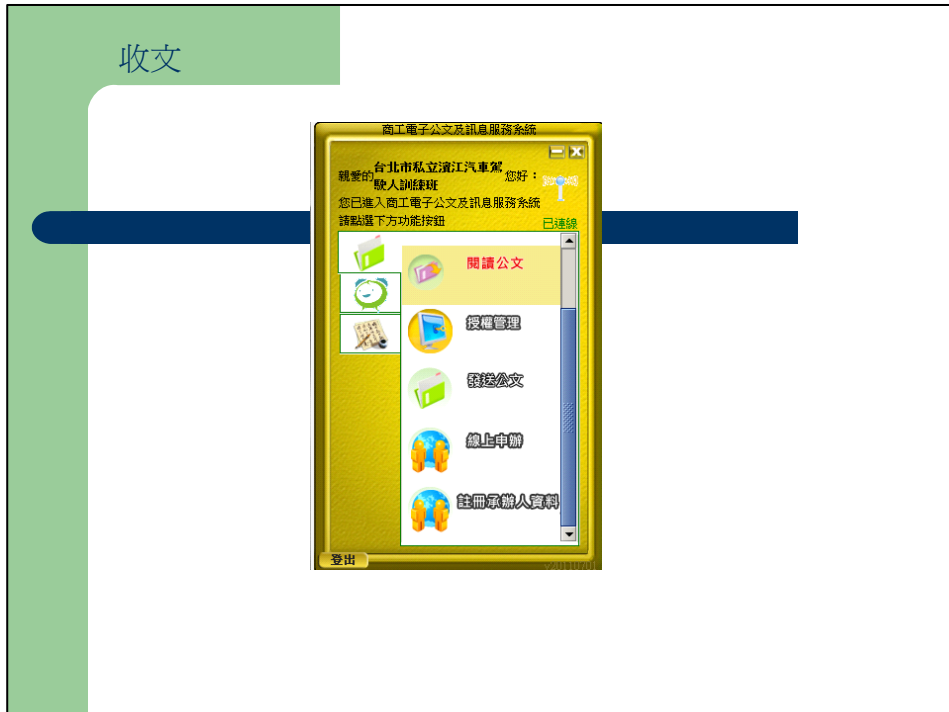 收文
商工電子公文及訊息服務系統
親愛的台北市私立濱江汽車駕駛人訓練班您好：
您已進入商工電子公文及訊息服務系統
請點選下方功能按鈕
已連線
閱讀公文
授權管理
發送公文
線上申辦
註冊承辦人資料
登出